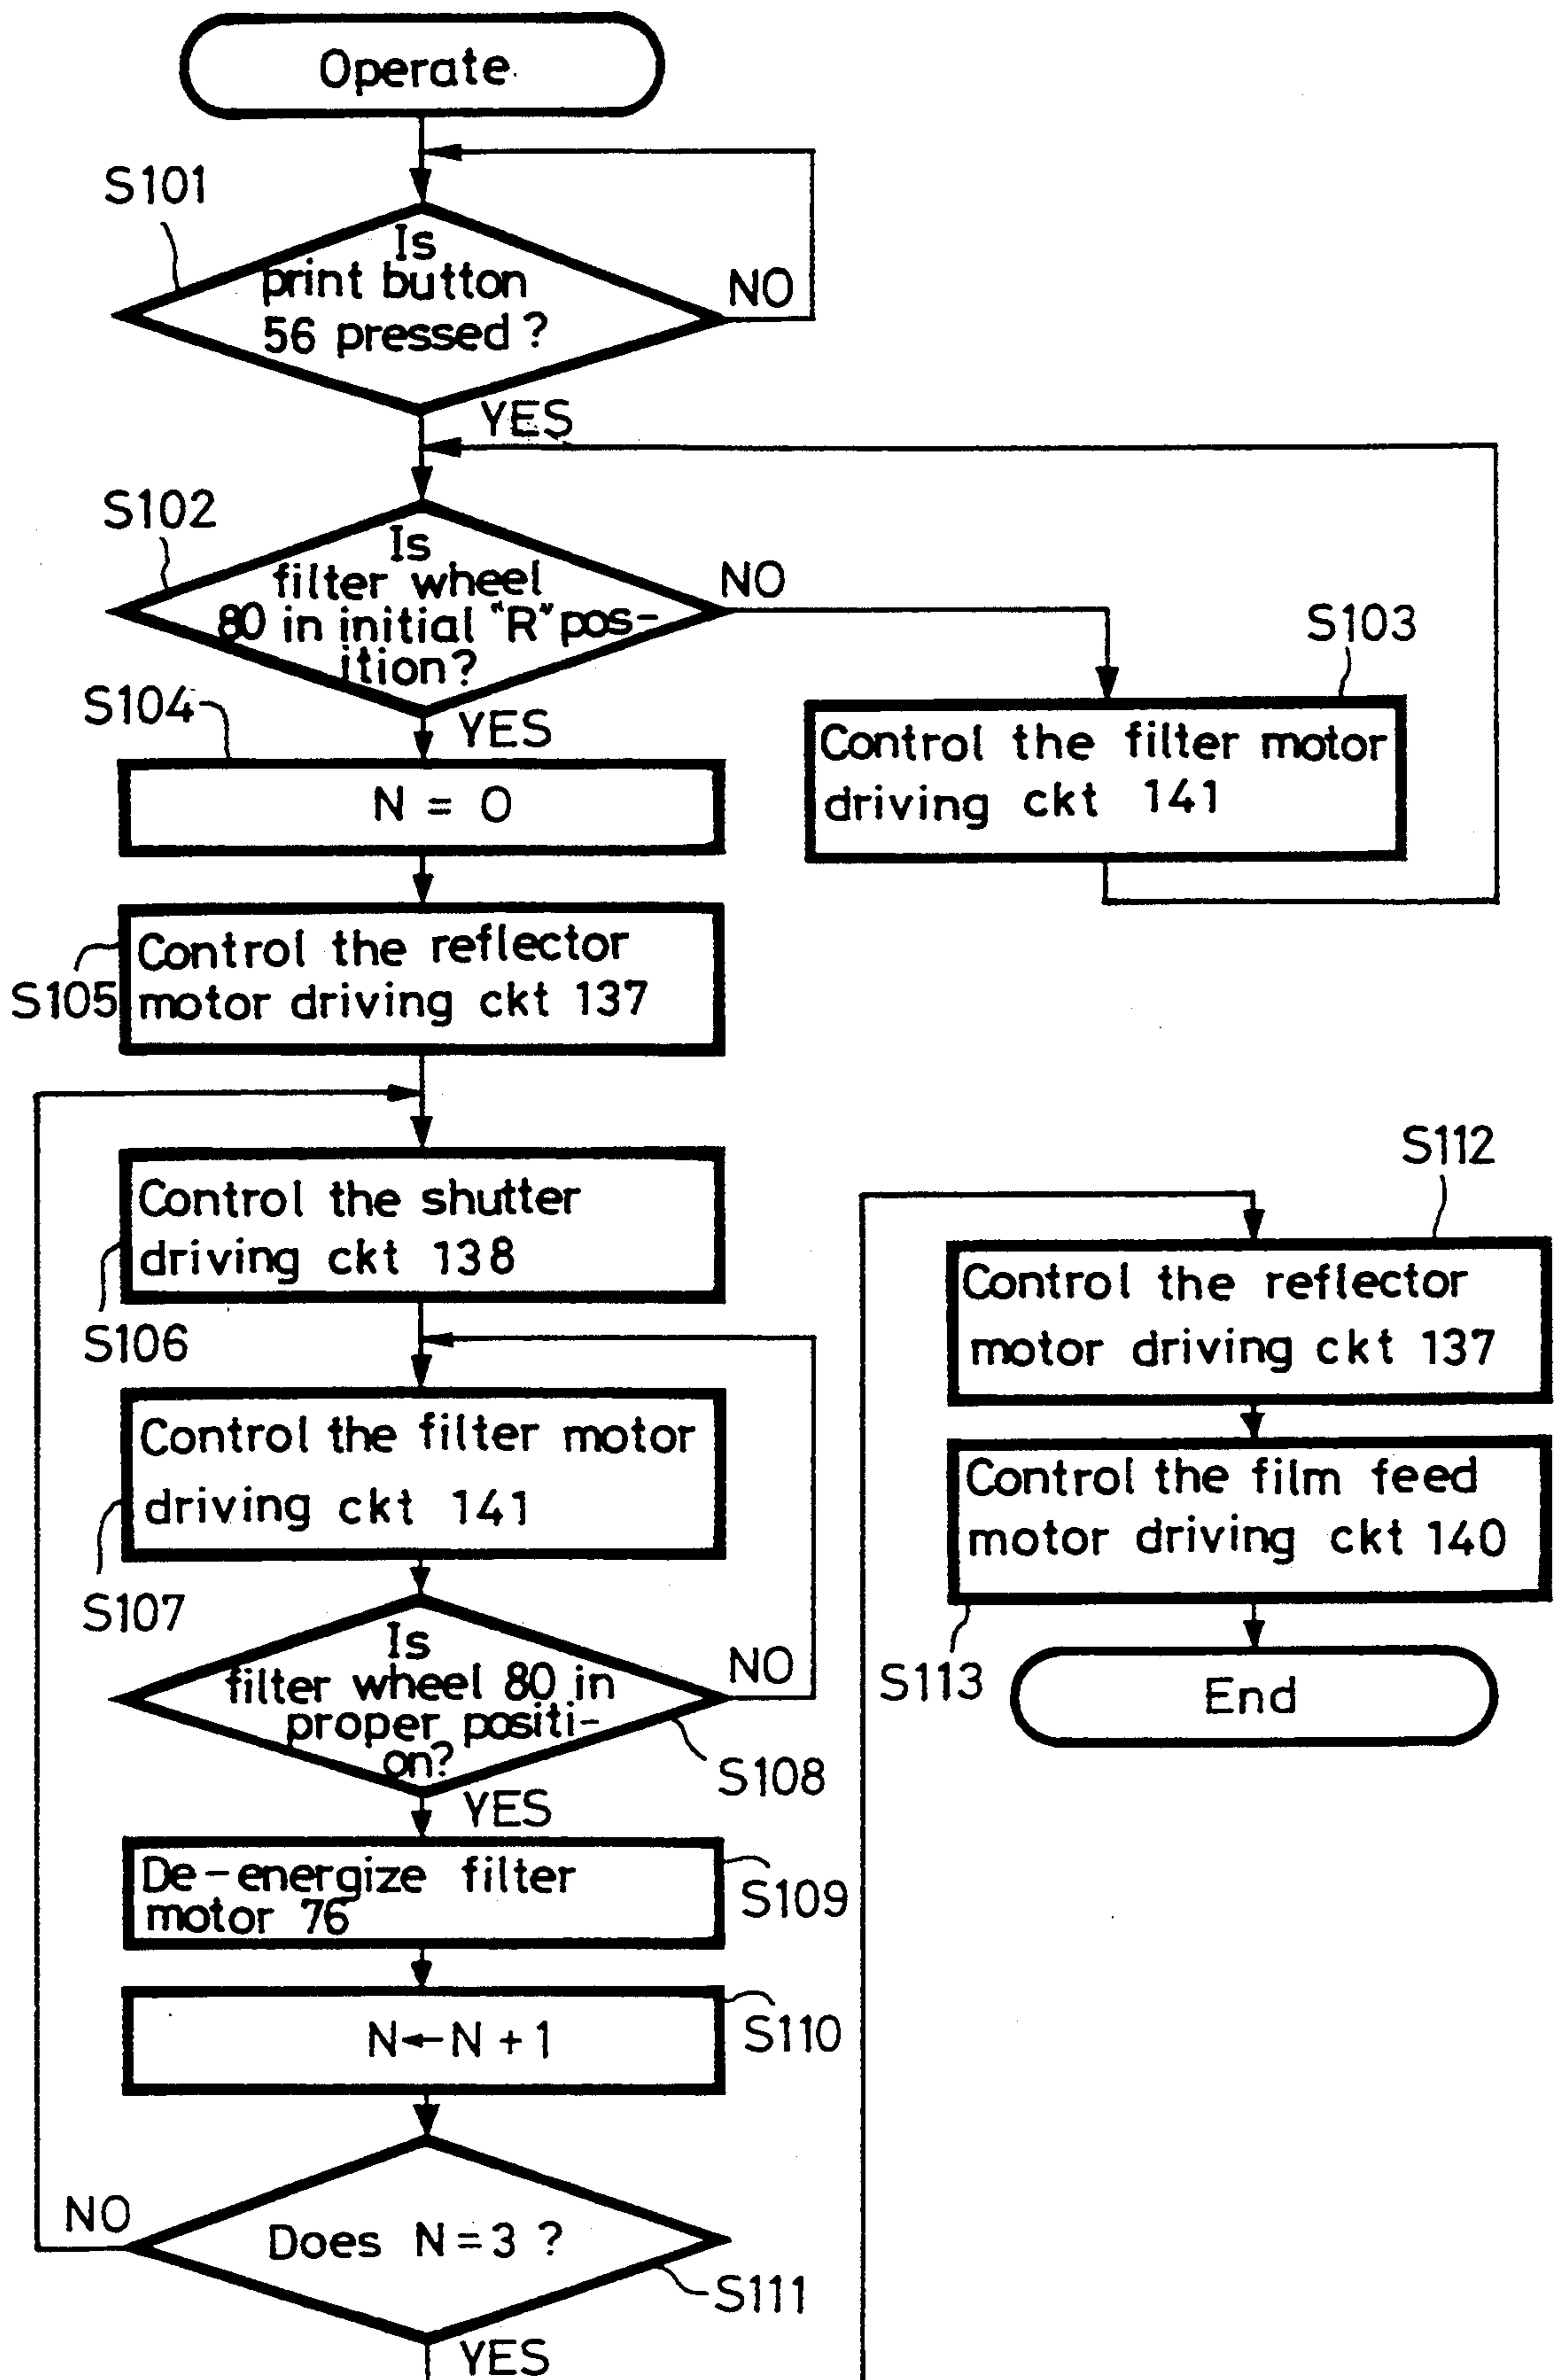 Operate
S101
Is
print button
56 pressed?
NO
YES
S102
Is
filter wheel
80 in initial "R" pos-
ition?
NO
S103
Control the filter motor
driving ckt 141
S104
YES
N = 0
S105
Control the reflector
motor driving ckt 137
Control the shutter
driving ckt 138
S106
Control the filter motor
driving ckt 141
S107
Is
filter wheel 80 in
proper positi-
on?
NO
S108
YES
De-energize filter
motor 76
S109
N←N+1
S110
NO
Does N=3?
S111
YES
S112
Control the reflector
motor driving ckt 137
Control the film feed
motor driving ckt 140
S113
End